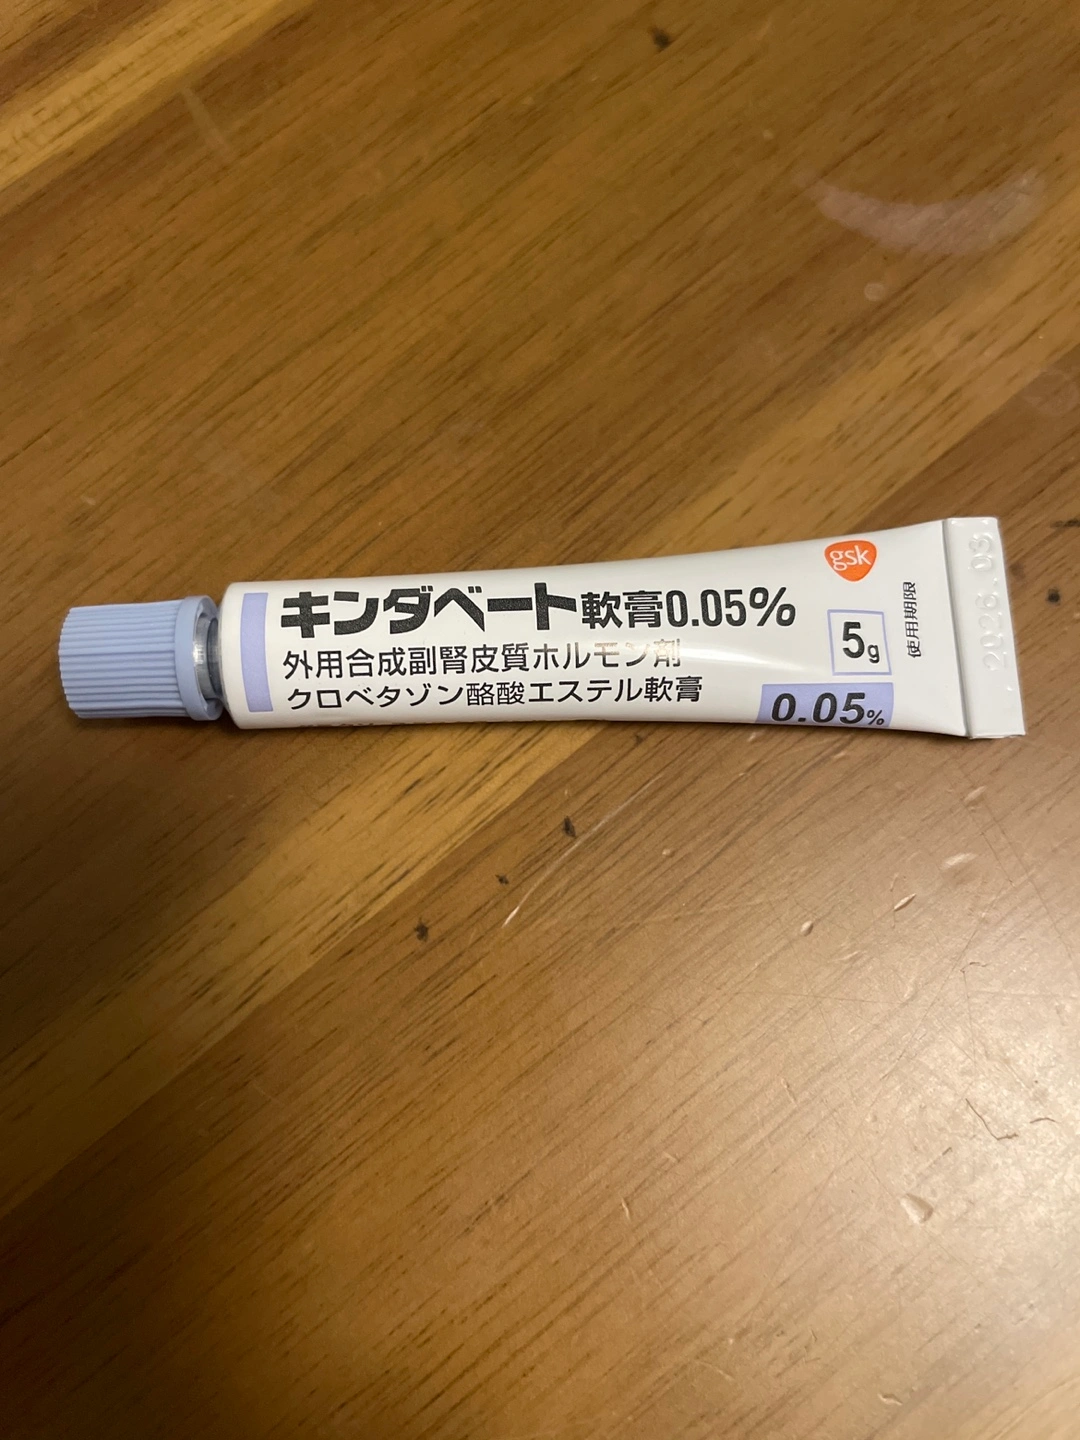 キンダベート軟膏0.05%
外用合成副腎皮質ホルモン剤
クロベタゾン酪酸エステル軟膏
gsk
5g
0.05%
使用期限
2026.06